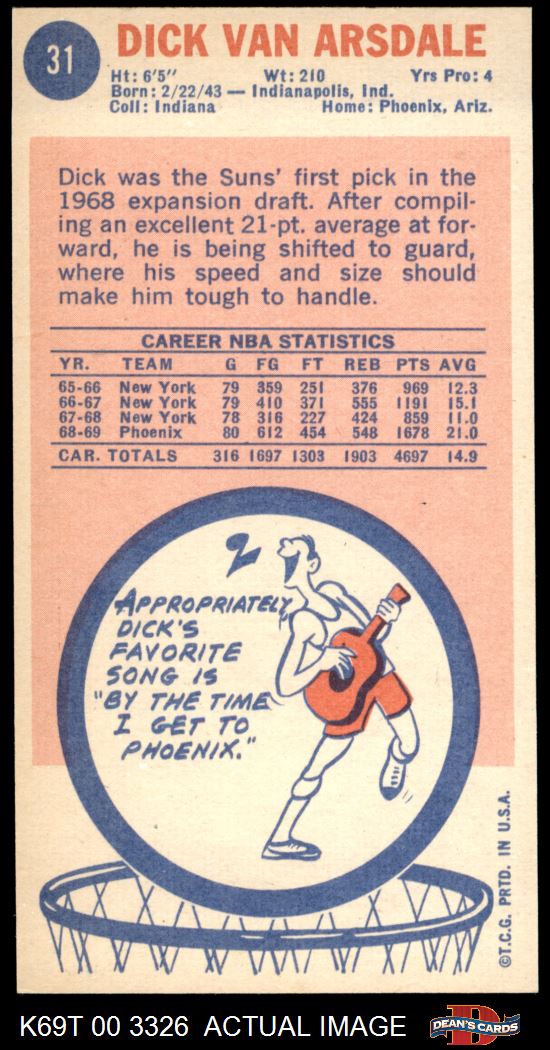 31
DICK VAN ARSDALE
Ht: 6'5" Wt: 210 Yrs Pro: 4
Born: 2/22/43 — Indianapolis, Ind.
Coll: Indiana Home: Phoenix, Ariz.
Dick was the Suns' first pick in the
1968 expansion draft. After compil-
ing an excellent 21-pt. average at for-
ward, he is being shifted to guard,
where his speed and size should
make him tough to handle.
CAREER NBA STATISTICS
YR. TEAM G FG FT REB PTS AVG
65-66 New York 79 359 251 376 969 12.3
66-67 New York 79 410 371 555 1191 15.1
67-68 New York 78 316 227 424 859 11.0
68-69 Phoenix 80 612 454 548 1678 21.0
CAR. TOTALS 316 1697 1303 1903 4697 14.9
APPROPRIATELY
DICK'S
FAVORITE
SONG IS
"BY THE TIME
I GET TO
PHOENIX."
©T.C.G. PRTD. IN U.S.A.
K69T 00 3326 ACTUAL IMAGE
D
DEAN'S CARDS